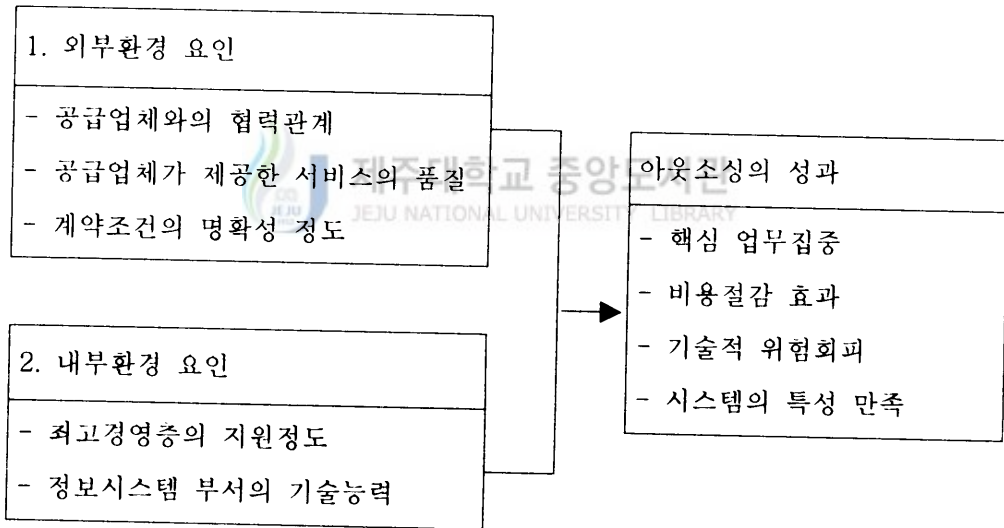 1. 외부환경 요인
- 공급업체와의 협력관계
- 공급업체가 제공한 서비스의 품질
- 계약조건의 명확성 정도
2. 내부환경 요인
- 최고경영층의 지원정도
- 정보시스템 부서의 기술능력
아웃소싱의 성과
- 핵심 업무집중
- 비용절감 효과
- 기술적 위험회피
- 시스템의 특성 만족
제주대학교 중앙도서관
JEJU NATIONAL UNIVERSITY LIBRARY
JEJU